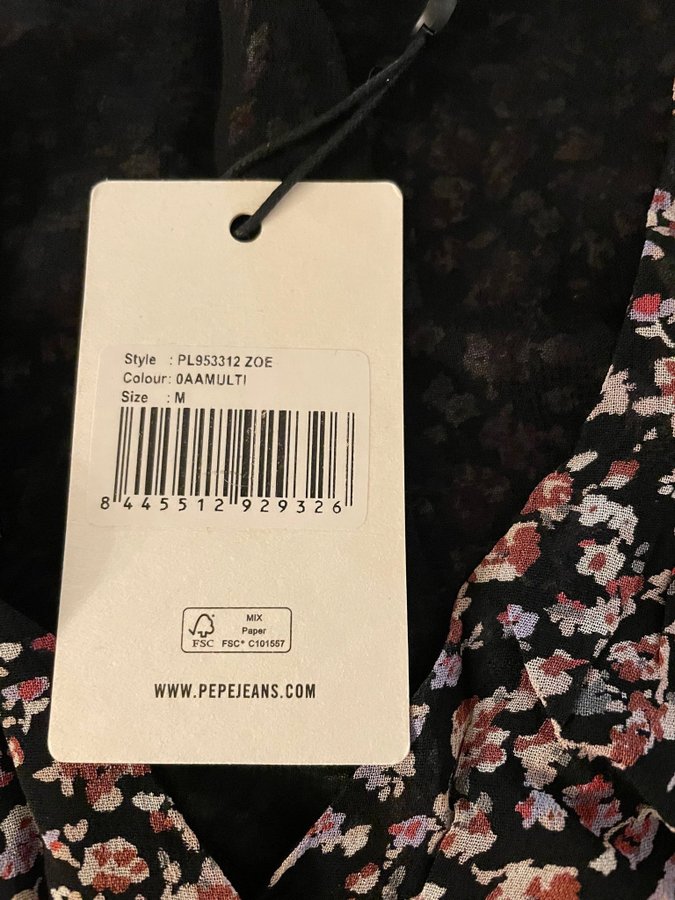 Style : PL953312 ZOE
Colour: 0AAMULTI
Size : M
8 445512 929326
FSC
MIX
Paper
FSC® C101557
WWW.PEPEJEANS.COM